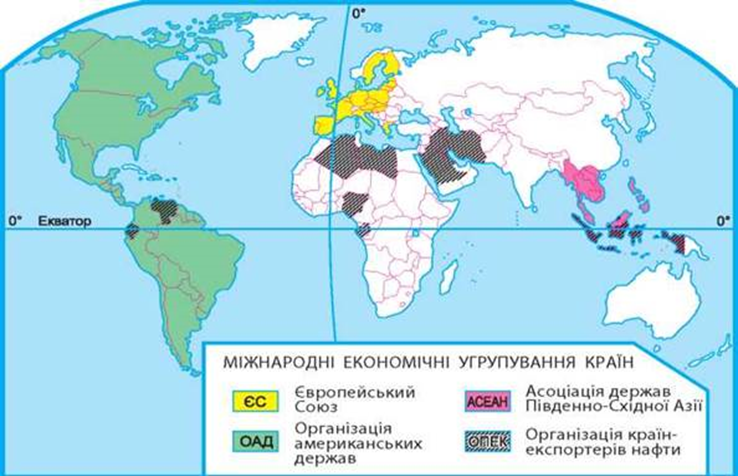 0°
0° Екватор
0°
МІЖНАРОДНІ ЕКОНОМІЧНІ УГРУПУВАННЯ КРАЇН
ЄС
Європейський
Союз
ОАД
Організація
американських
держав
АСЕАН
Асоціація держав
Південно-Східної Азії
ОПЕК
Організація країн-
експортерів нафти